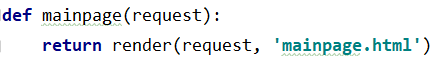 def mainpage(request):
    return render(request, 'mainpage.html')